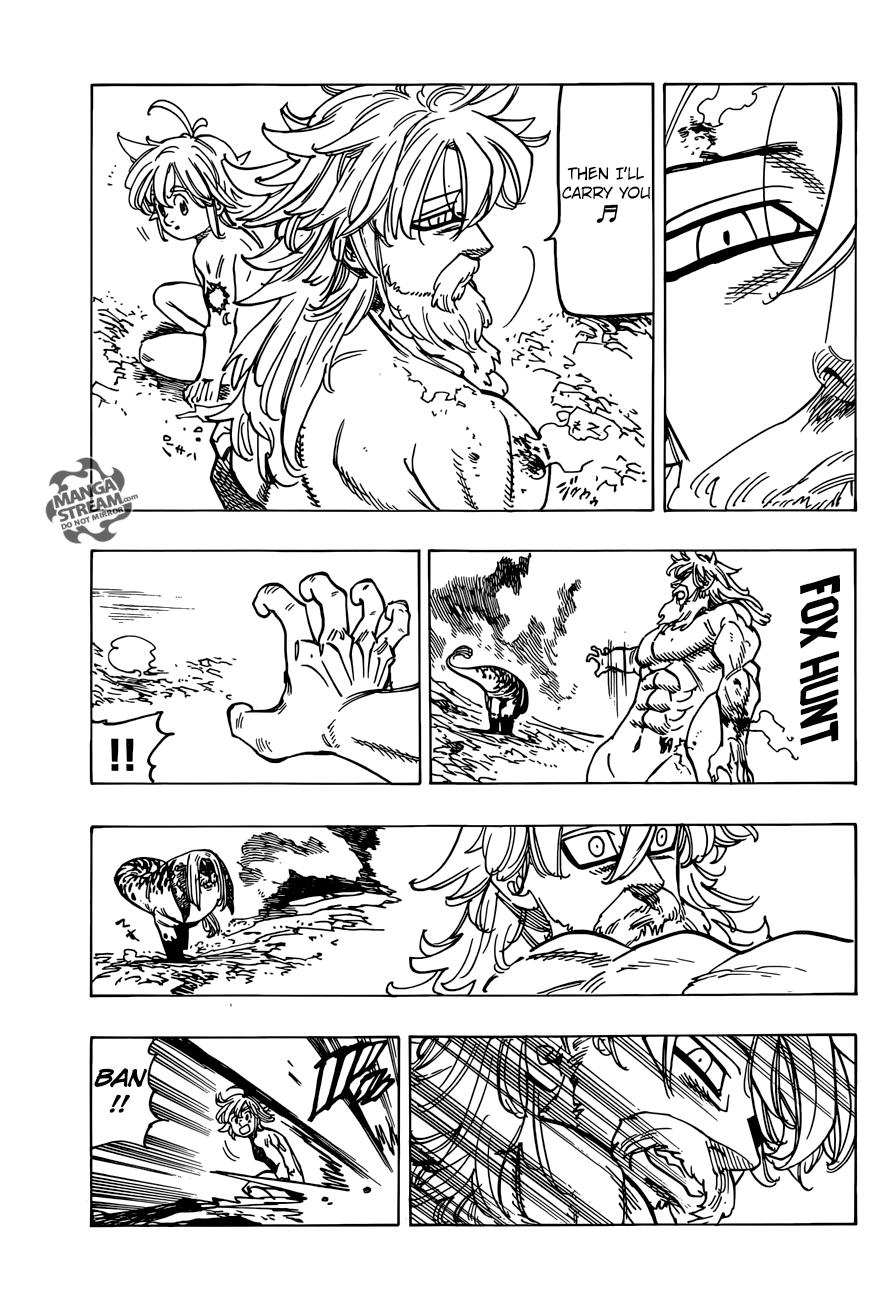 THEN I'LL
CARRY YOU
♬
FOX HUNT
!!
BAN
!!
MANGA
STREAM.com
DO NOT MIRROR